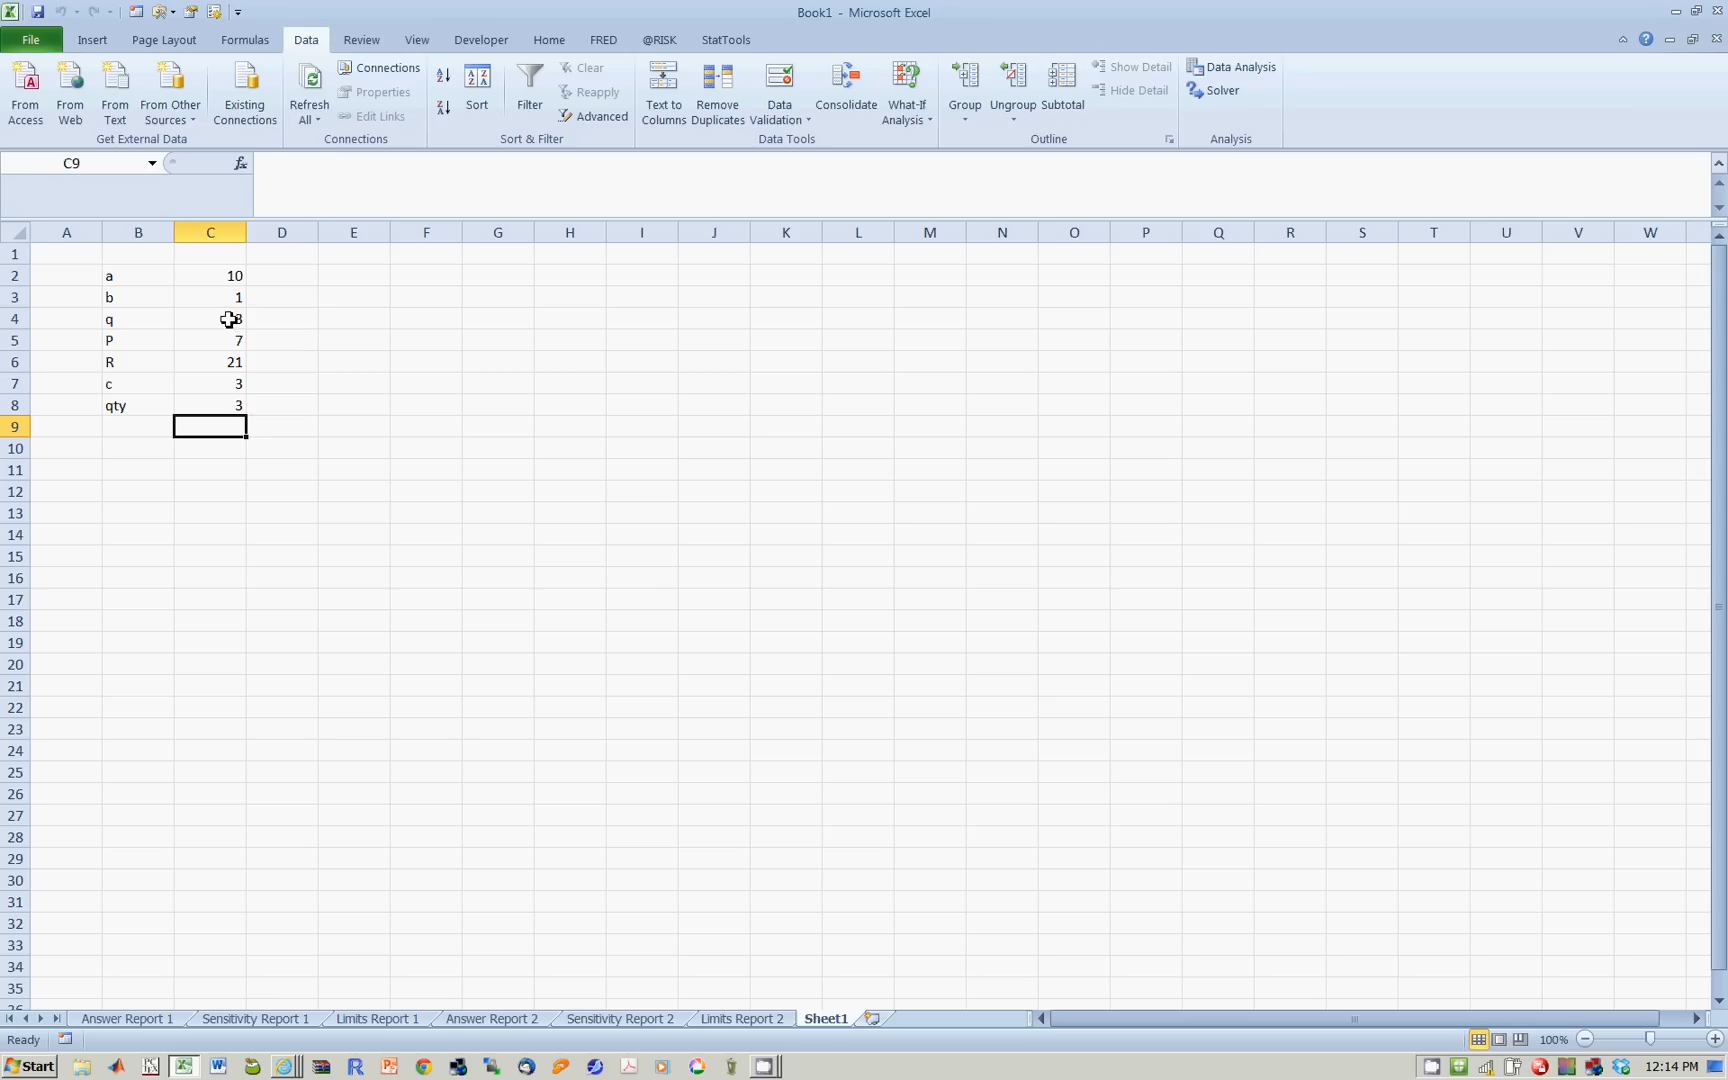 Book1 - Microsoft Excel
File Insert Page Layout Formulas Data Review View Developer Home FRED @RISK StatTools
From Access
From Web
From Text
From Other Sources
Existing Connections
Get External Data
Refresh All
Connections
Properties
Edit Links
Connections
Sort
Filter
Clear
Reapply
Advanced
Sort & Filter
Text to Columns
Remove Duplicates
Data Validation
Consolidate
What-If Analysis
Data Tools
Group
Ungroup
Subtotal
Show Detail
Hide Detail
Outline
Data Analysis
Solver
Analysis
C9 fx
A B C D E F G H I J K L M N O P Q R S T U V W
1
2 a 10
3 b 1
4 q
5 P 7
6 R 21
7 c 3
8 qty 3
9
10
11
12
13
14
15
16
17
18
19
20
21
22
23
24
25
26
27
28
29
30
31
32
33
34
35
Answer Report 1 Sensitivity Report 1 Limits Report 1 Answer Report 2 Sensitivity Report 2 Limits Report 2 Sheet1
Ready 100%
Start 12:14 PM